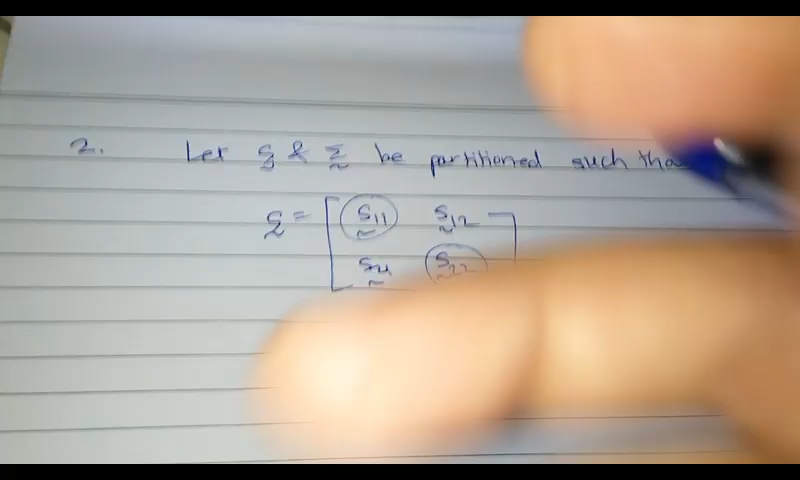 2. Let S & Σ be partitioned such tha
S = [ S11 S12 ]
S21 S22